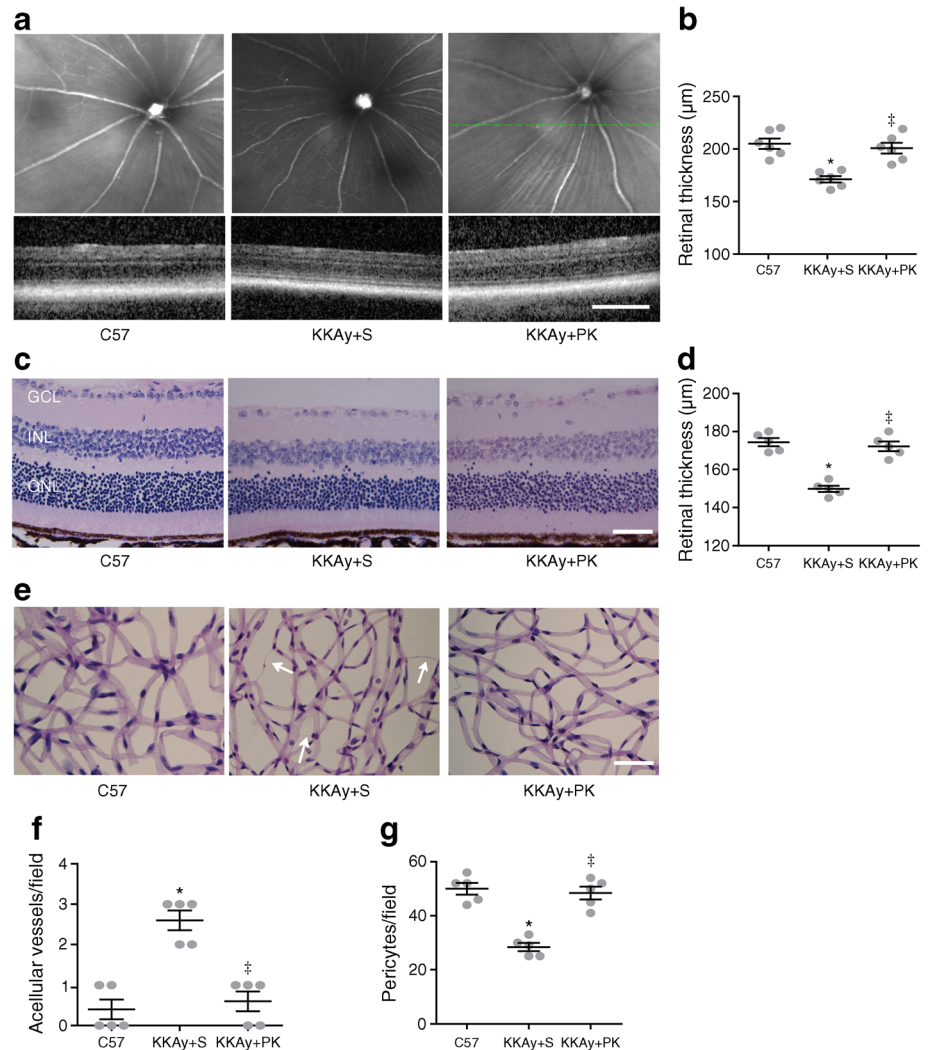 a
C57
KKAy+S
KKAy+PK
b
Retinal thickness (μm)
250
200
150
100
*
‡
C57
KKAy+S
KKAy+PK
c
GCL
INL
ONL
C57
KKAy+S
KKAy+PK
d
Retinal thickness (μm)
180
160
140
120
*
‡
C57
KKAy+S
KKAy+PK
e
C57
KKAy+S
KKAy+PK
f
Acellular vessels/field
4
3
2
1
0
*
‡
C57
KKAy+S
KKAy+PK
g
Pericytes/field
60
40
20
0
*
‡
C57
KKAy+S
KKAy+PK